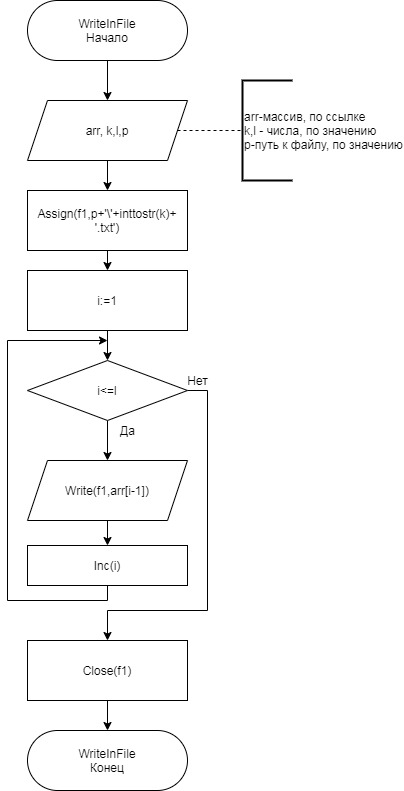 WriteInFile
Начало
arr, k,l,p
arr-массив, по ссылке
k,l - числа, по значению
p-путь к файлу, по значению
Assign(f1,p+'\'+inttostr(k)+
'.txt')
i:=1
i<=l
Нет
Да
Write(f1,arr[i-1])
Inc(i)
Close(f1)
WriteInFile
Конец